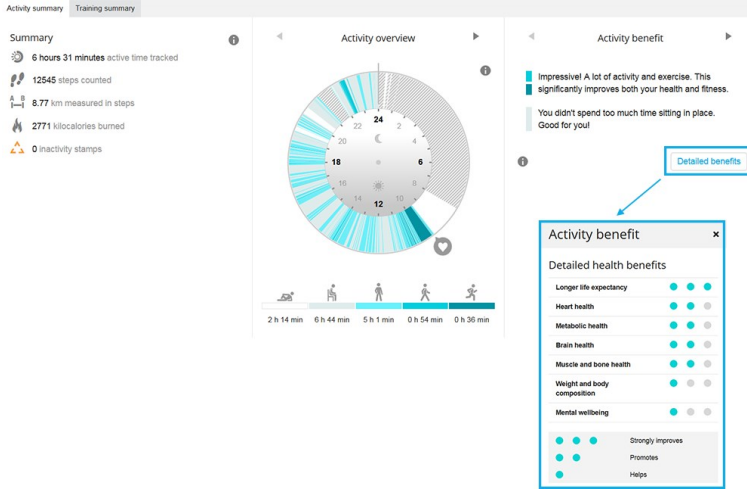 Activity summary
Training summary
Summary
6 hours 31 minutes active time tracked
12545 steps counted
A B
8.77 km measured in steps
2771 kilocalories burned
0 inactivity stamps
Activity overview
24
22
2
20
4
18
6
16
8
14
10
12
2 h 14 min
6 h 44 min
5 h 1 min
0 h 54 min
0 h 36 min
Activity benefit
Impressive! A lot of activity and exercise. This
significantly improves both your health and fitness.
You didn't spend too much time sitting in place.
Good for you!
Detailed benefits
Activity benefit
×
Detailed health benefits
Longer life expectancy
Heart health
Metabolic health
Brain health
Muscle and bone health
Weight and body
composition
Mental wellbeing
Strongly improves
Promotes
Helps